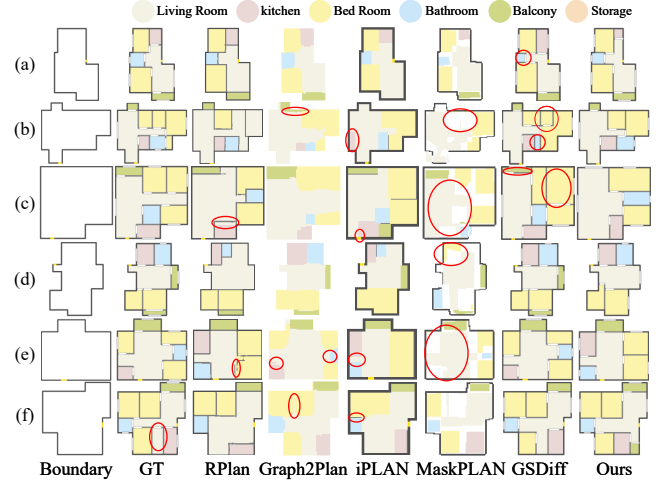 Living Room kitchen Bed Room Bathroom Balcony Storage
(a)
(b)
(c)
(d)
(e)
(f)
Boundary GT RPlan Graph2Plan iPLAN MaskPLAN GSDiff Ours